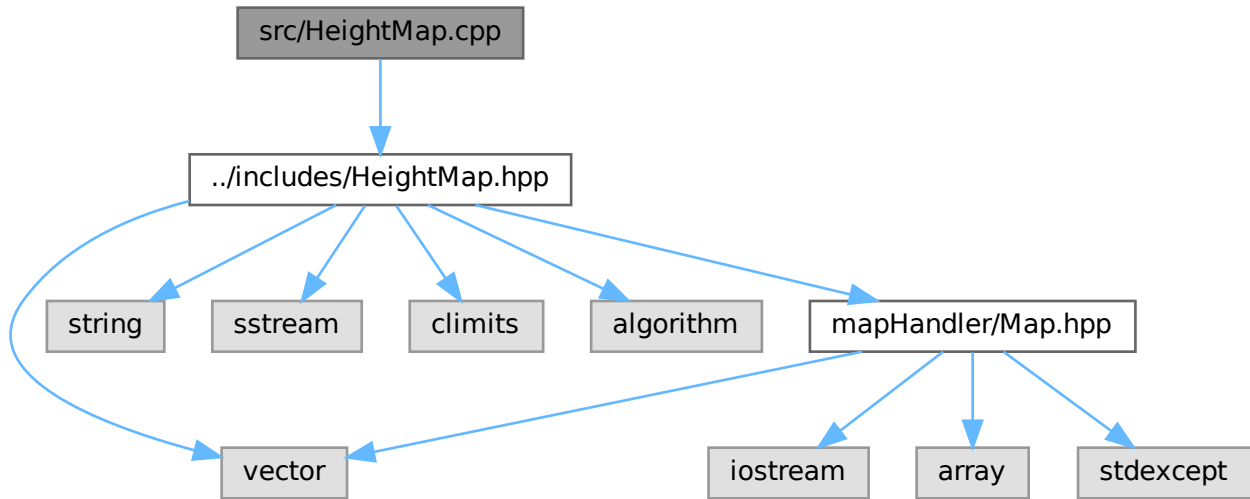 src/HeightMap.cpp
../includes/HeightMap.hpp
string
sstream
climits
algorithm
mapHandler/Map.hpp
vector
iostream
array
stdexcept